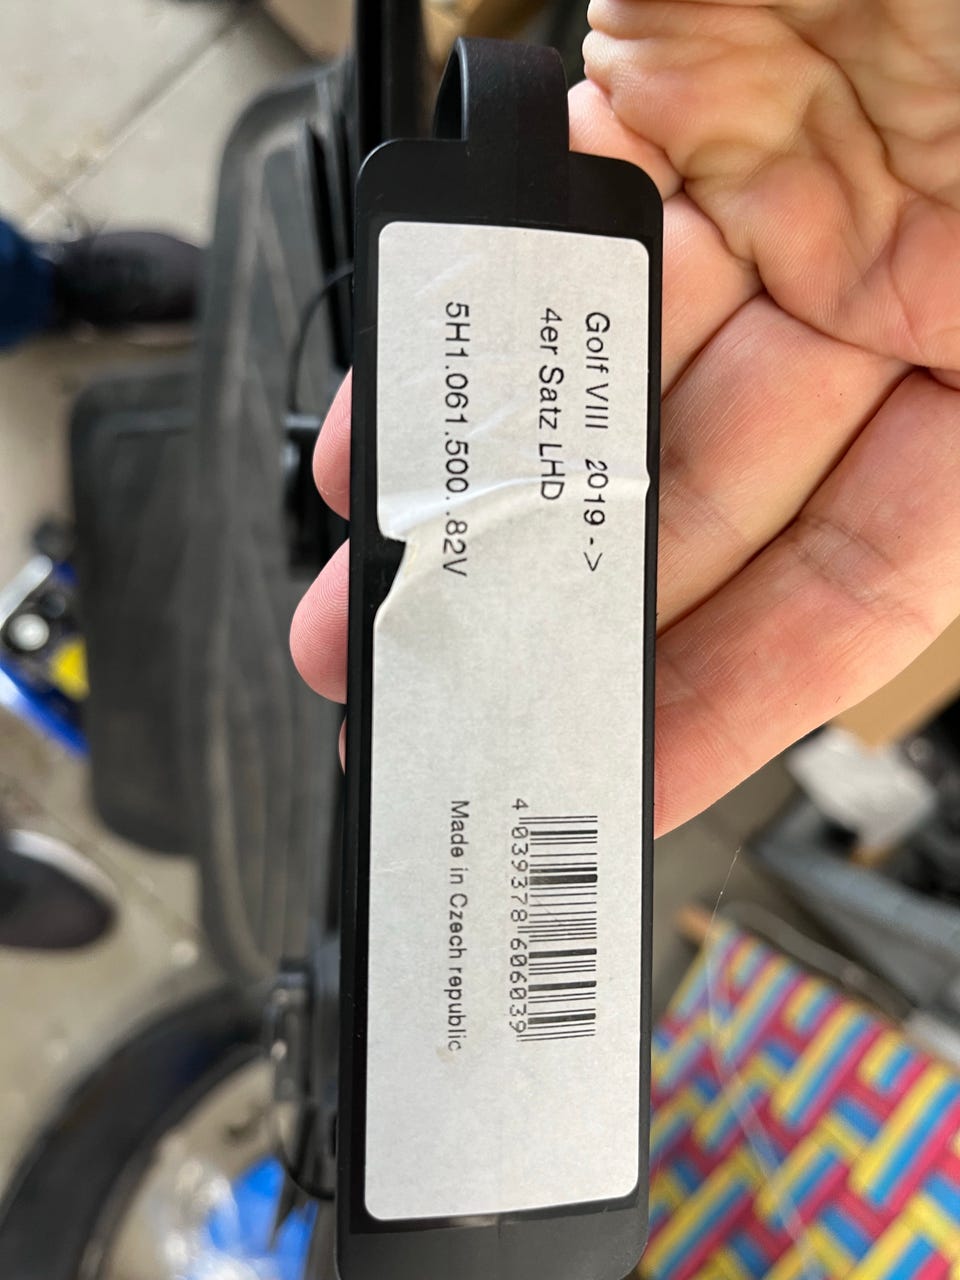 Golf VIII 2019 - >
4er Satz LHD
5H1.061.500. .82V
4 039378 606039
Made in Czech republic